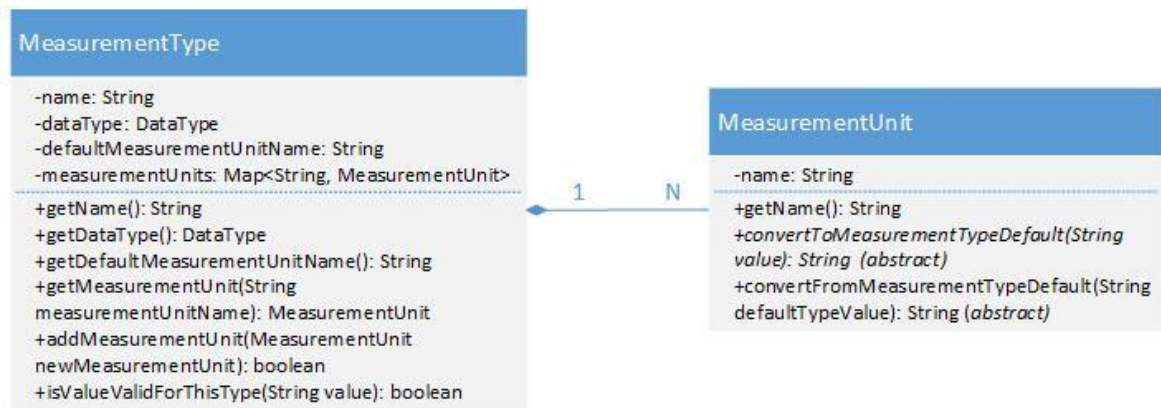 MeasurementType
-name: String
-dataType: DataType
-defaultMeasurementUnitName: String
-measurementUnits: Map<String, MeasurementUnit>
+getName(): String
+getDataType(): DataType
+getDefaultMeasurementUnitName(): String
+getMeasurementUnit(String
measurementUnitName): MeasurementUnit
+addMeasurementUnit(MeasurementUnit
newMeasurementUnit): boolean
+isValueValidForThisType(String value): boolean
1
N
MeasurementUnit
-name: String
+getName(): String
+convertToMeasurementTypeDefault(String
value): String (abstract)
+convertFromMeasurementTypeDefault(String
defaultTypeValue): String (abstract)